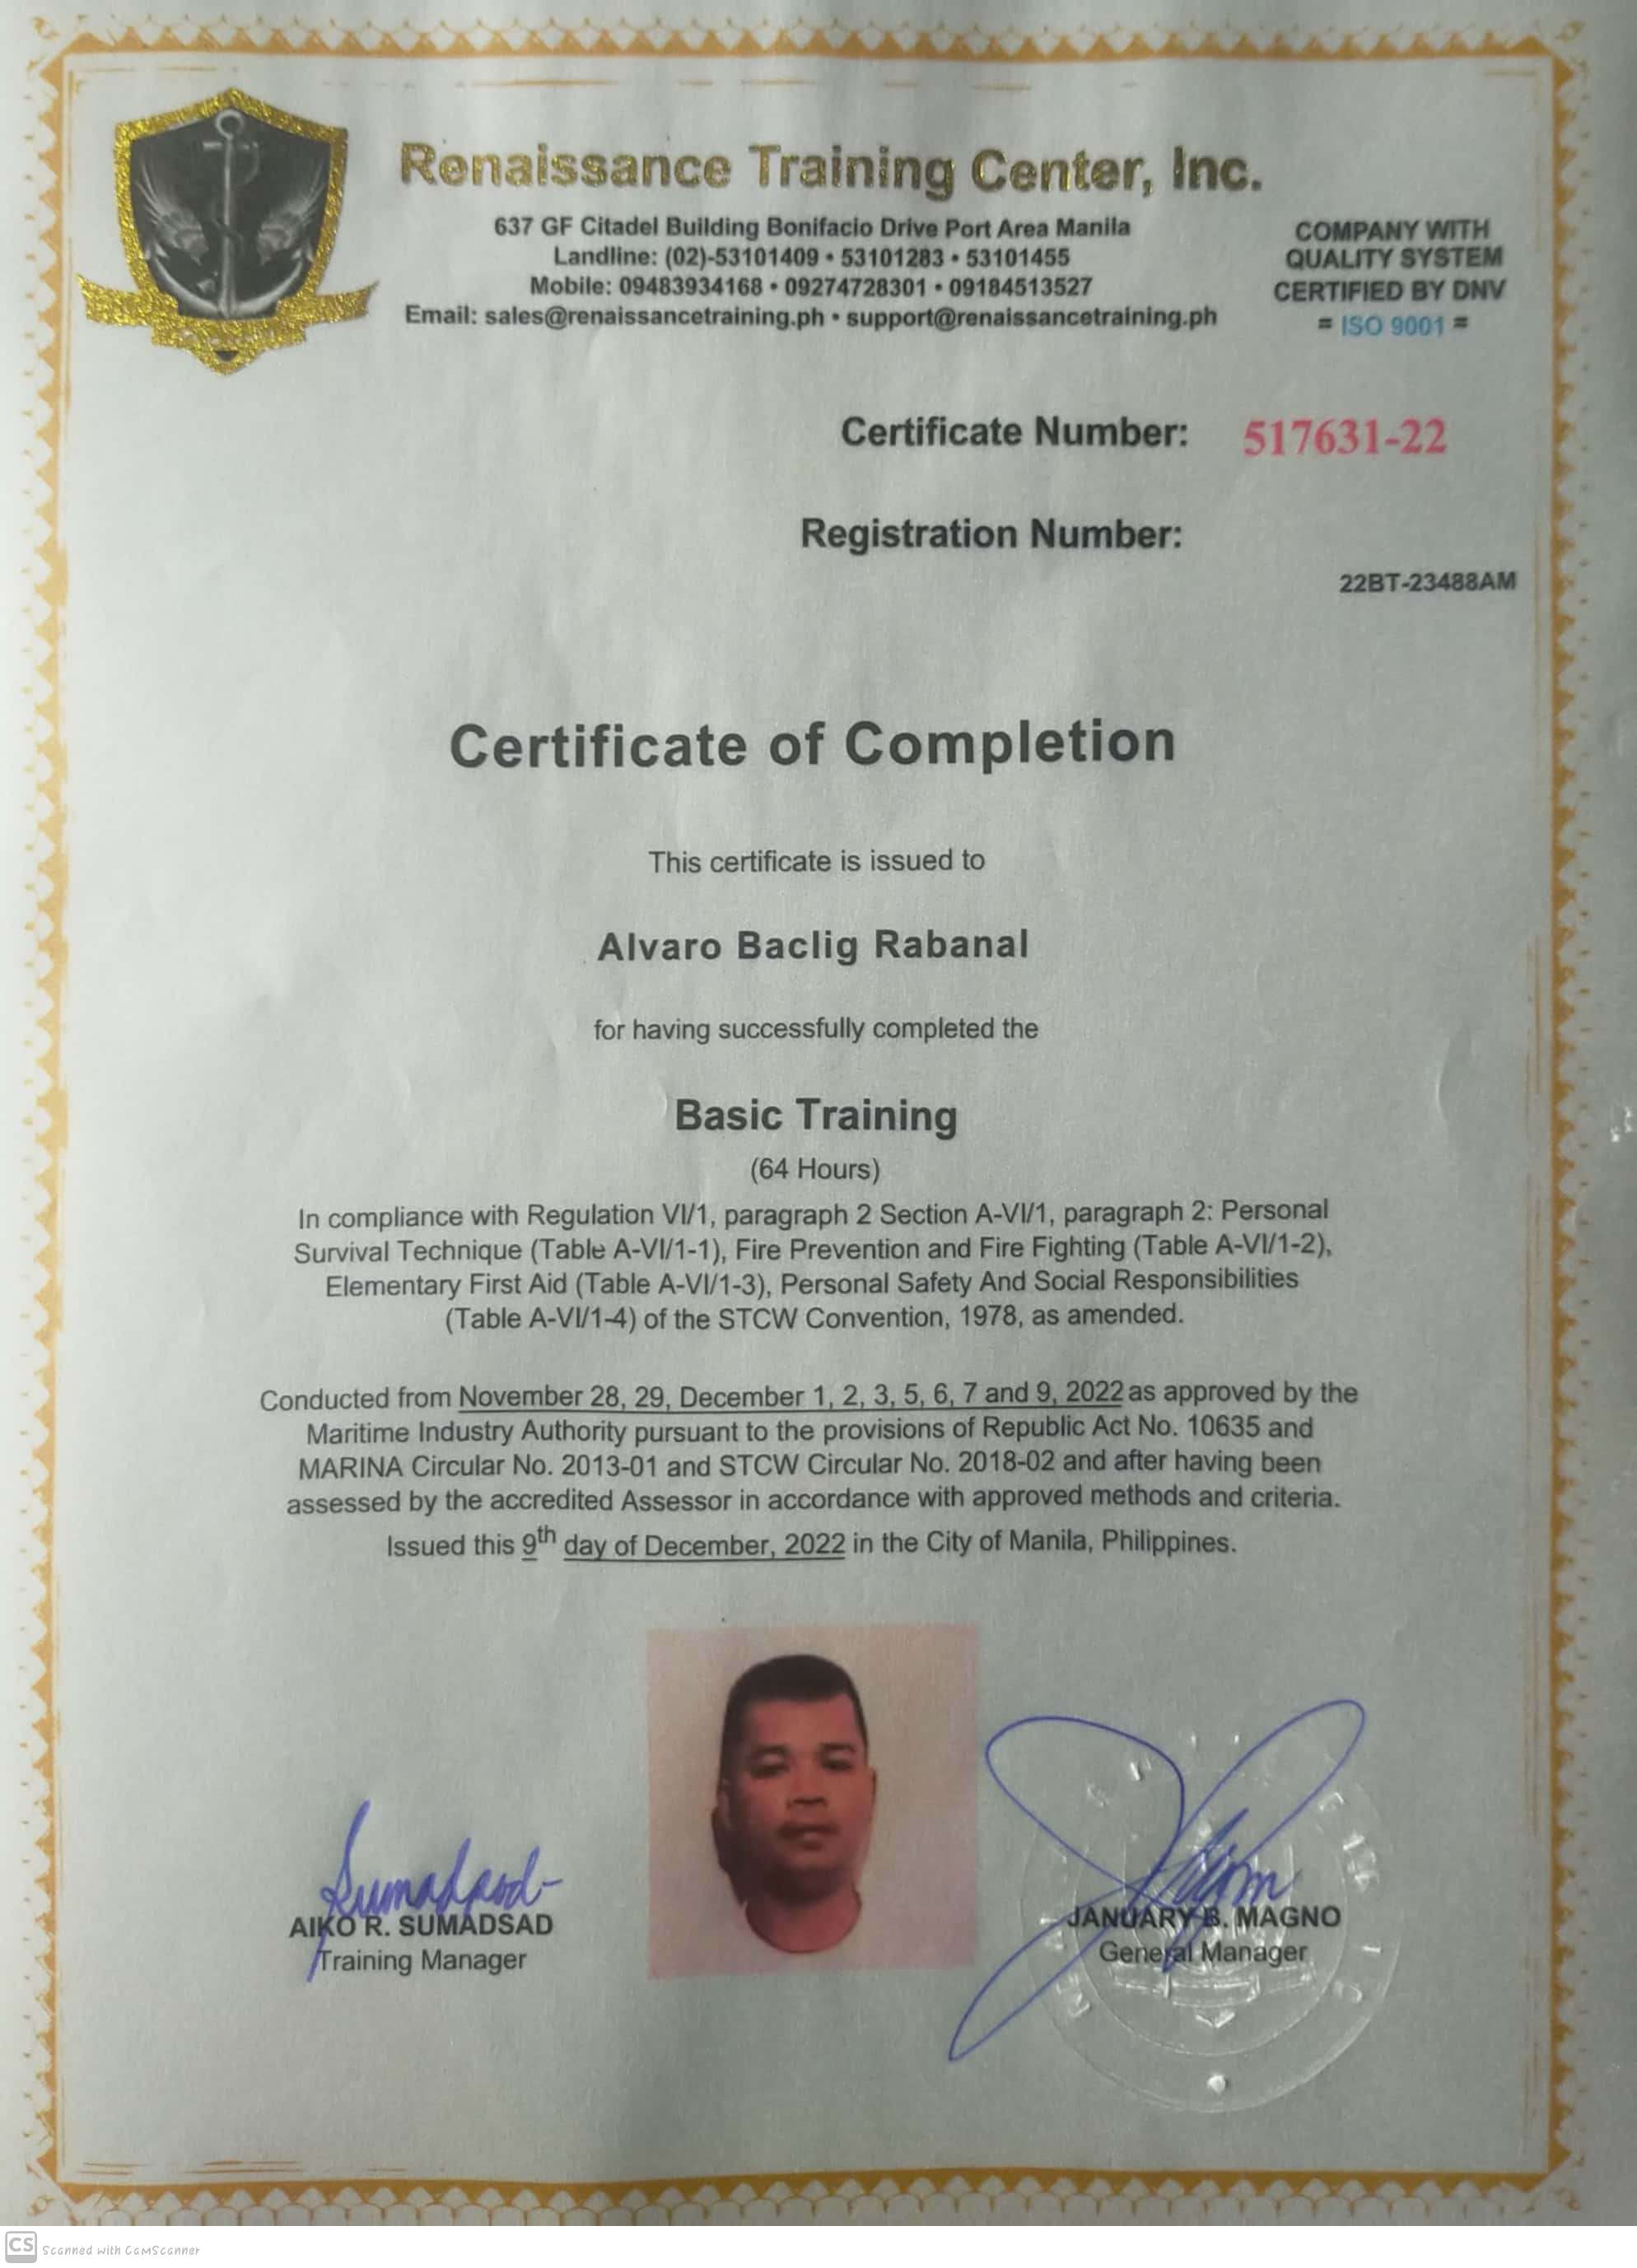 Renaissance Training Center, Inc.
637 GF Citadel Building Bonifacio Drive Port Area Manila
Landline: (02)-53101409 • 53101283 • 53101455
Mobile: 09483934168 • 09274728301 • 09184513527
Email: sales@renaissancetraining.ph • support@renaissancetraining.ph
COMPANY WITH
QUALITY SYSTEM
CERTIFIED BY DNV
= ISO 9001 =
Certificate Number: 517631-22
Registration Number:
22BT-23488AM
Certificate of Completion
This certificate is issued to
Alvaro Baclig Rabanal
for having successfully completed the
Basic Training
(64 Hours)
In compliance with Regulation VI/1, paragraph 2 Section A-VI/1, paragraph 2: Personal
Survival Technique (Table A-VI/1-1), Fire Prevention and Fire Fighting (Table A-VI/1-2),
Elementary First Aid (Table A-VI/1-3), Personal Safety And Social Responsibilities
(Table A-VI/1-4) of the STCW Convention, 1978, as amended.
Conducted from November 28, 29, December 1, 2, 3, 5, 6, 7 and 9, 2022 as approved by the
Maritime Industry Authority pursuant to the provisions of Republic Act No. 10635 and
MARINA Circular No. 2013-01 and STCW Circular No. 2018-02 and after having been
assessed by the accredited Assessor in accordance with approved methods and criteria.
Issued this 9th day of December, 2022 in the City of Manila, Philippines.
Sumadsad
AIKO R. SUMADSAD
Training Manager
JANUARY B. MAGNO
General Manager
CS Scanned with CamScanner